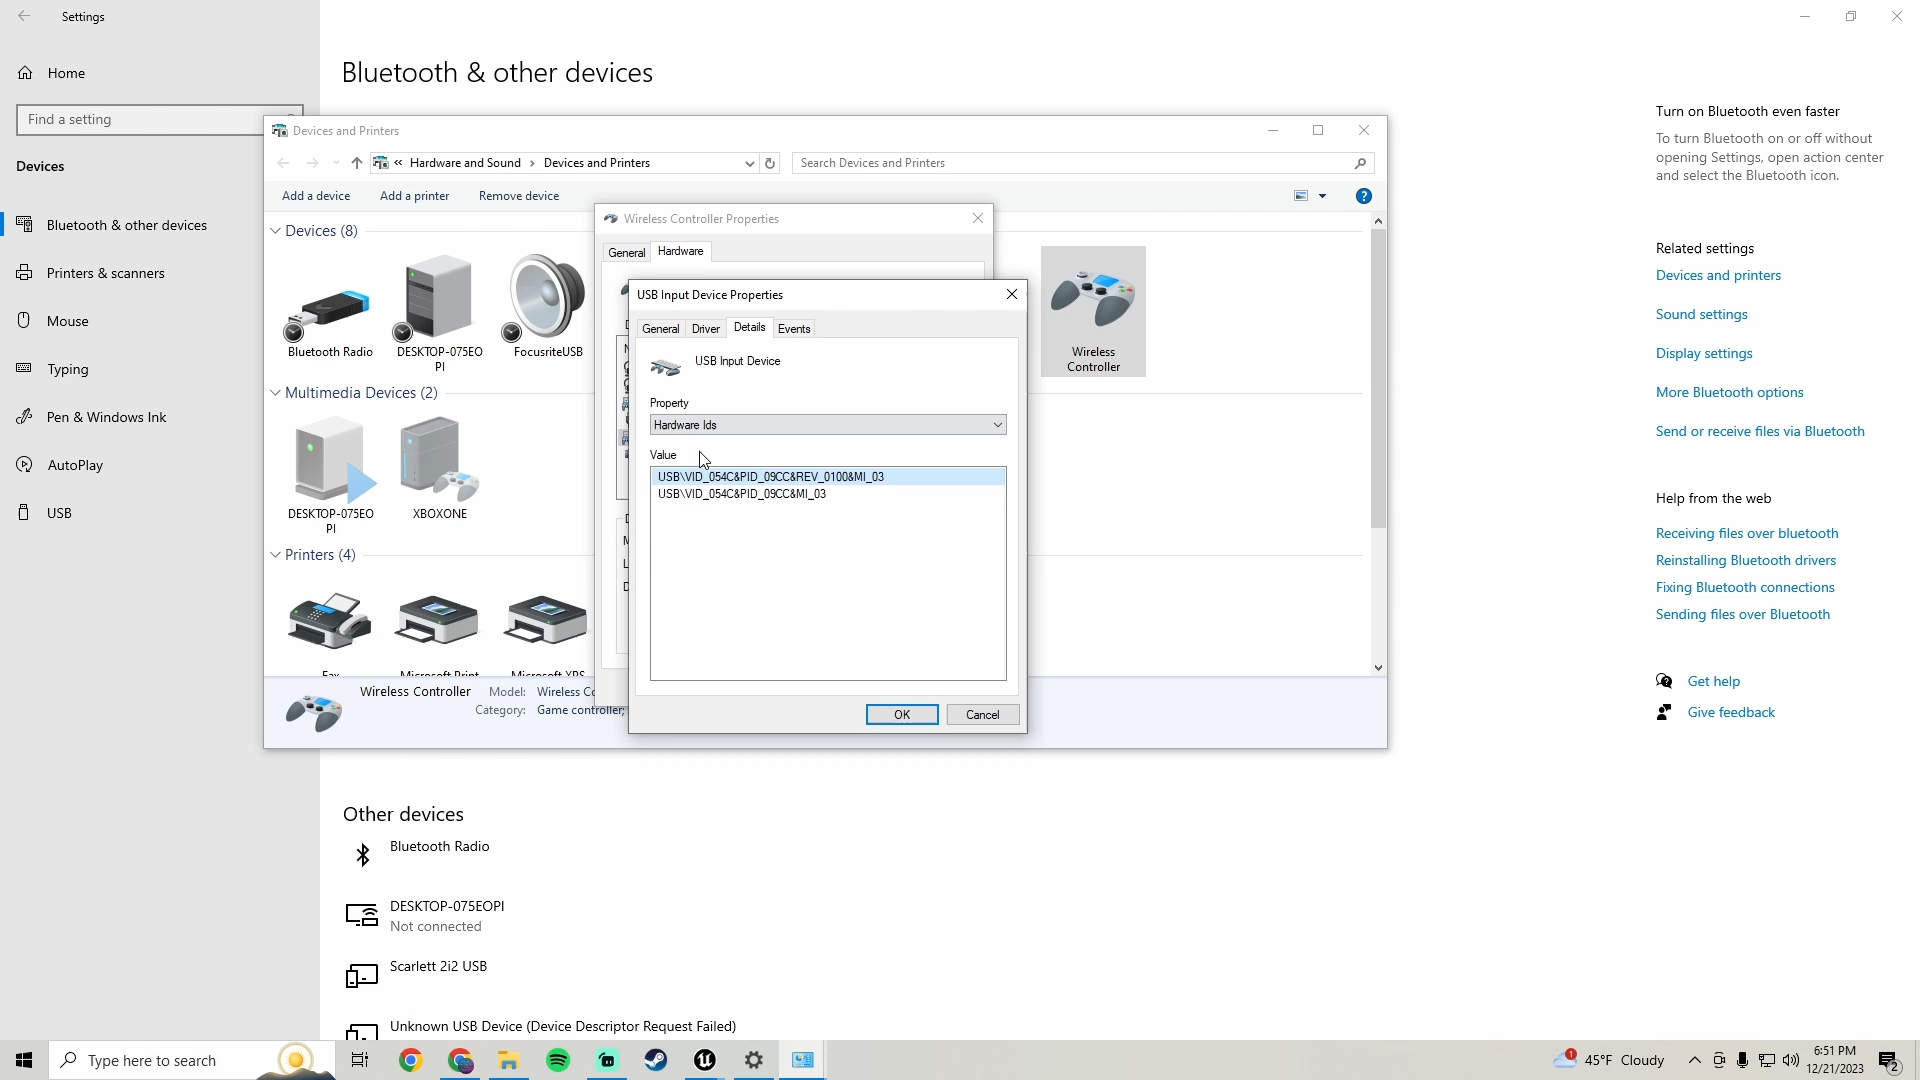 Settings
Home
Find a setting
Devices
Bluetooth & other devices
Printers & scanners
Mouse
Typing
Pen & Windows Ink
AutoPlay
USB
Bluetooth & other devices
Devices and Printers
« Hardware and Sound › Devices and Printers
Search Devices and Printers
Add a device
Add a printer
Remove device
Devices (8)
Bluetooth Radio
DESKTOP-075EO
PI
FocusriteUSB
Wireless
Controller
Multimedia Devices (2)
DESKTOP-075EO
PI
XBOXONE
Printers (4)
Fax
Microsoft Print
Microsoft XPS
Wireless Controller
Model: Wireless Co
Category: Game controller;
Wireless Controller Properties
General
Hardware
USB Input Device Properties
General
Driver
Details
Events
USB Input Device
Property
Hardware Ids
Value
USB\VID_054C&PID_09CC&REV_0100&MI_03
USB\VID_054C&PID_09CC&MI_03
OK
Cancel
Other devices
Bluetooth Radio
DESKTOP-075EOPI
Not connected
Scarlett 2i2 USB
Unknown USB Device (Device Descriptor Request Failed)
Turn on Bluetooth even faster
To turn Bluetooth on or off without
opening Settings, open action center
and select the Bluetooth icon.
Related settings
Devices and printers
Sound settings
Display settings
More Bluetooth options
Send or receive files via Bluetooth
Help from the web
Receiving files over bluetooth
Reinstalling Bluetooth drivers
Fixing Bluetooth connections
Sending files over Bluetooth
Get help
Give feedback
Type here to search
1
45°F Cloudy
6:51 PM
12/21/2023
2